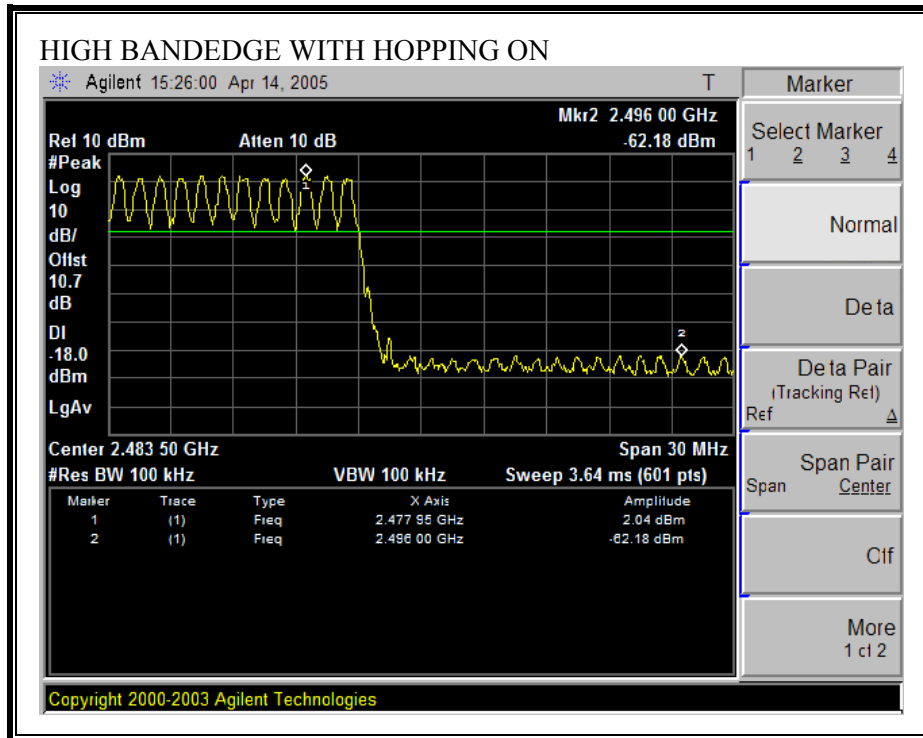 HIGH BANDEDGE WITH HOPPING ON
Agilent 15:26:00 Apr 14, 2005 T
Marker
Mkr2 2.496 00 GHz
Ref 10 dBm Atten 10 dB -62.18 dBm
#Peak
Log
10
dB/
Offst
10.7
dB
DI
-18.0
dBm
LgAv
1
2
Center 2.483 50 GHz Span 30 MHz
#Res BW 100 kHz VBW 100 kHz Sweep 3.64 ms (601 pts)
Marker Trace Type X Axis Amplitude
1 (1) Freq 2.477 95 GHz 2.04 dBm
2 (1) Freq 2.496 00 GHz -62.18 dBm
Select Marker
1 2 3 4
Normal
Delta
Delta Pair
(Tracking Ref)
Ref Δ
Span Pair
Span Center
Off
More
1 of 2
Copyright 2000-2003 Agilent Technologies